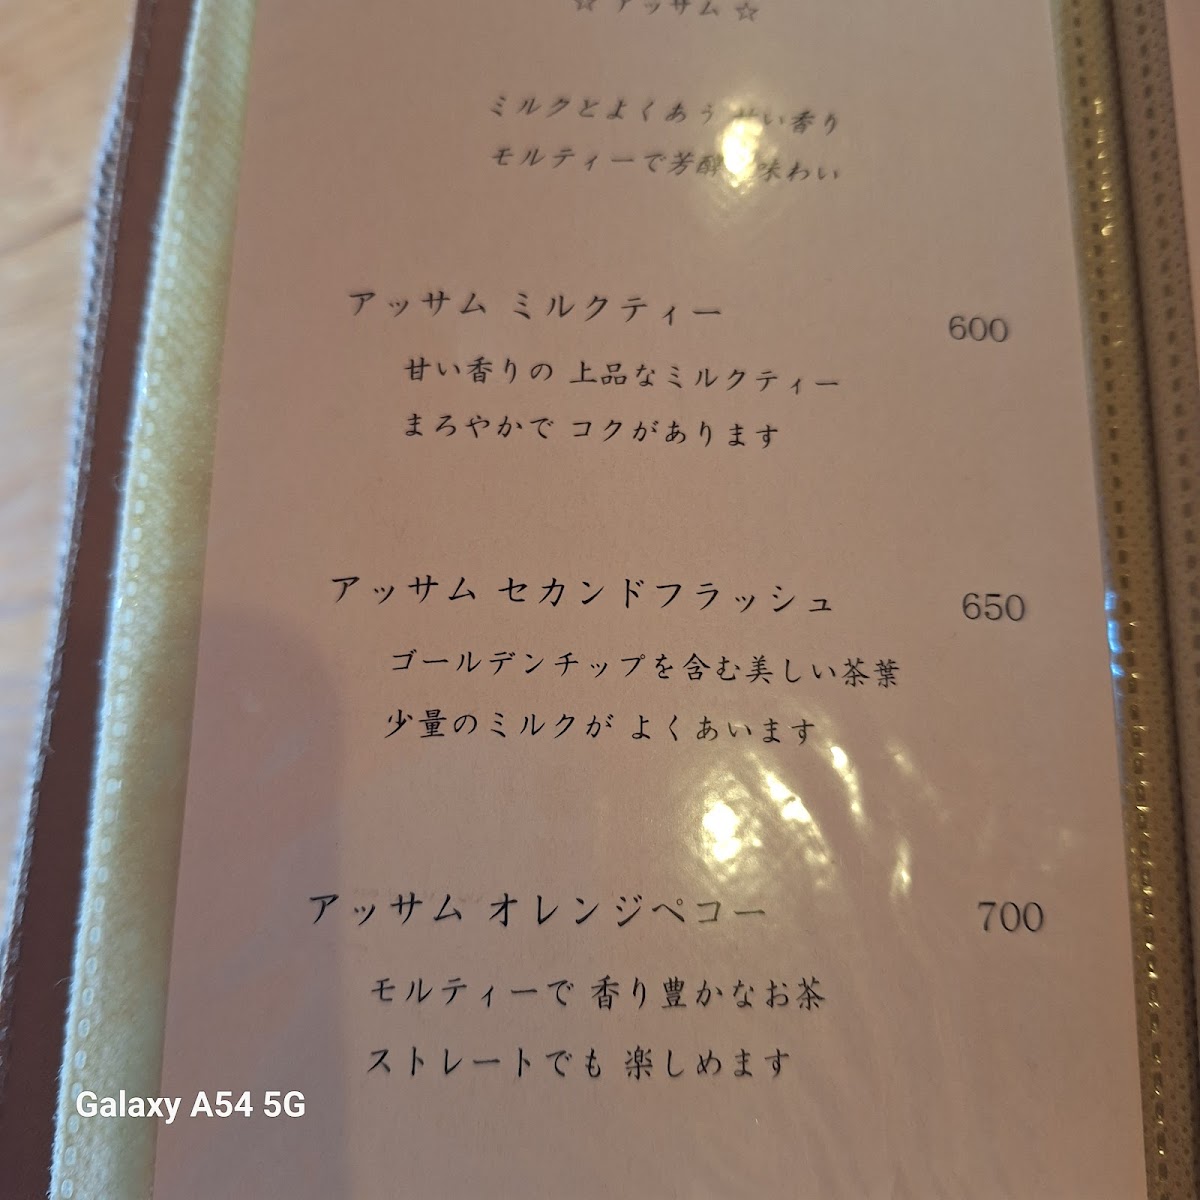 ☆ アッサム ☆
ミルクとよくあう 甘い香り
モルティーで芳醇 味わい
アッサム ミルクティー 600
甘い香りの 上品なミルクティー
まろやかで コクがあります
アッサム セカンドフラッシュ 650
ゴールデンチップを含む美しい茶葉
少量のミルクが よくあいます
アッサム オレンジペコー 700
モルティーで 香り豊かなお茶
ストレートでも 楽しめます
Galaxy A54 5G